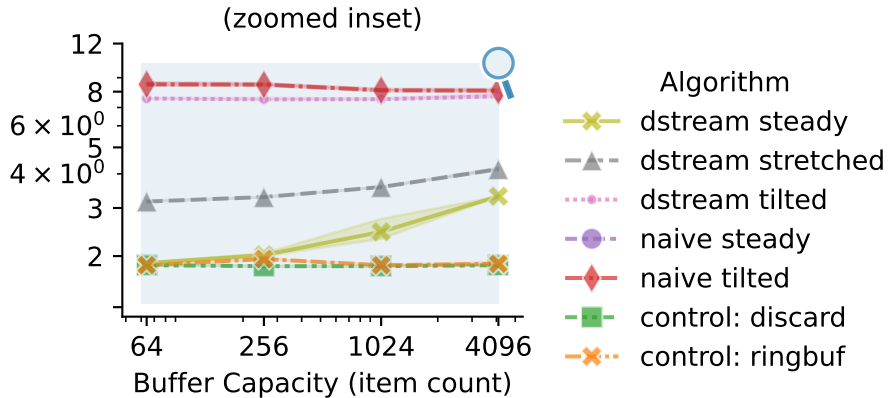 (zoomed inset)
12
8
6 × 10⁰
5
4 × 10⁰
3
2
64 256 1024 4096
Buffer Capacity (item count)
Algorithm
dstream steady
dstream stretched
dstream tilted
naive steady
naive tilted
control: discard
control: ringbuf